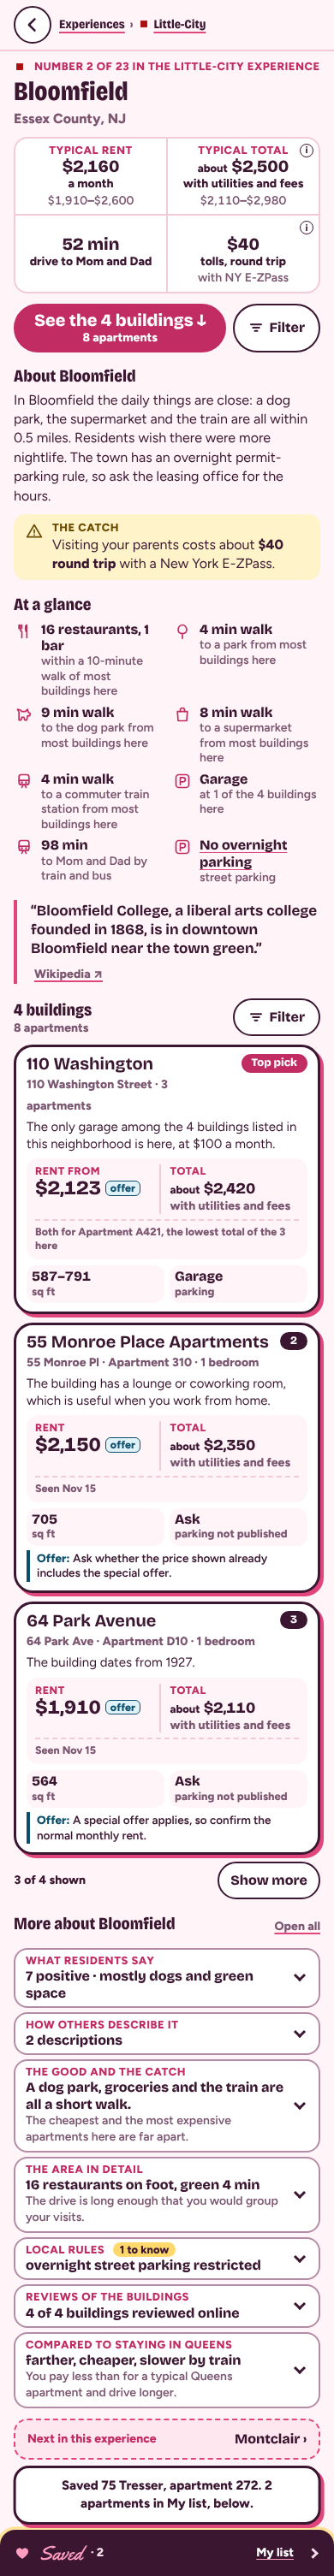 Experiences › Little-City
NUMBER 2 OF 23 IN THE LITTLE-CITY EXPERIENCE
Bloomfield
Essex County, NJ
TYPICAL RENT
$2,160
a month
$1,910–$2,600
TYPICAL TOTAL
about $2,500
with utilities and fees
$2,110–$2,980
52 min
drive to Mom and Dad
$40
tolls, round trip
with NY E-ZPass
See the 4 buildings ↓
8 apartments
Filter
About Bloomfield
In Bloomfield the daily things are close: a dog
park, the supermarket and the train are all within
0.5 miles. Residents wish there were more
nightlife. The town has an overnight permit-
parking rule, so ask the leasing office for the
hours.
THE CATCH
Visiting your parents costs about $40
round trip with a New York E-ZPass.
At a glance
16 restaurants, 1
bar
within a 10-minute
walk of most
buildings here
4 min walk
to a park from most
buildings here
9 min walk
to the dog park from
most buildings here
8 min walk
to a supermarket
from most buildings
here
4 min walk
to a commuter train
station from most
buildings here
Garage
at 1 of the 4 buildings
here
98 min
to Mom and Dad by
train and bus
No overnight
parking
street parking
“Bloomfield College, a liberal arts college
founded in 1868, is in downtown
Bloomfield near the town green.”
Wikipedia ↗
4 buildings
8 apartments
Filter
110 Washington
Top pick
110 Washington Street · 3
apartments
The only garage among the 4 buildings listed in
this neighborhood is here, at $100 a month.
RENT FROM
$2,123 offer
TOTAL
about $2,420
with utilities and fees
Both for Apartment A421, the lowest total of the 3
here
587–791
sq ft
Garage
parking
55 Monroe Place Apartments
2
55 Monroe Pl · Apartment 310 · 1 bedroom
The building has a lounge or coworking room,
which is useful when you work from home.
RENT
$2,150 offer
TOTAL
about $2,350
with utilities and fees
Seen Nov 15
705
sq ft
Ask
parking not published
Offer: Ask whether the price shown already
includes the special offer.
64 Park Avenue
3
64 Park Ave · Apartment D10 · 1 bedroom
The building dates from 1927.
RENT
$1,910 offer
TOTAL
about $2,110
with utilities and fees
Seen Nov 15
564
sq ft
Ask
parking not published
Offer: A special offer applies, so confirm the
normal monthly rent.
3 of 4 shown
Show more
More about Bloomfield
Open all
WHAT RESIDENTS SAY
7 positive · mostly dogs and green
space
HOW OTHERS DESCRIBE IT
2 descriptions
THE GOOD AND THE CATCH
A dog park, groceries and the train are
all a short walk.
The cheapest and the most expensive
apartments here are far apart.
THE AREA IN DETAIL
16 restaurants on foot, green 4 min
The drive is long enough that you would group
your visits.
LOCAL RULES 1 to know
overnight street parking restricted
REVIEWS OF THE BUILDINGS
4 of 4 buildings reviewed online
COMPARED TO STAYING IN QUEENS
farther, cheaper, slower by train
You pay less than for a typical Queens
apartment and drive longer.
Next in this experience
Montclair ›
Saved 75 Tresser, apartment 272. 2
apartments in My list, below.
Saved · 2
My list